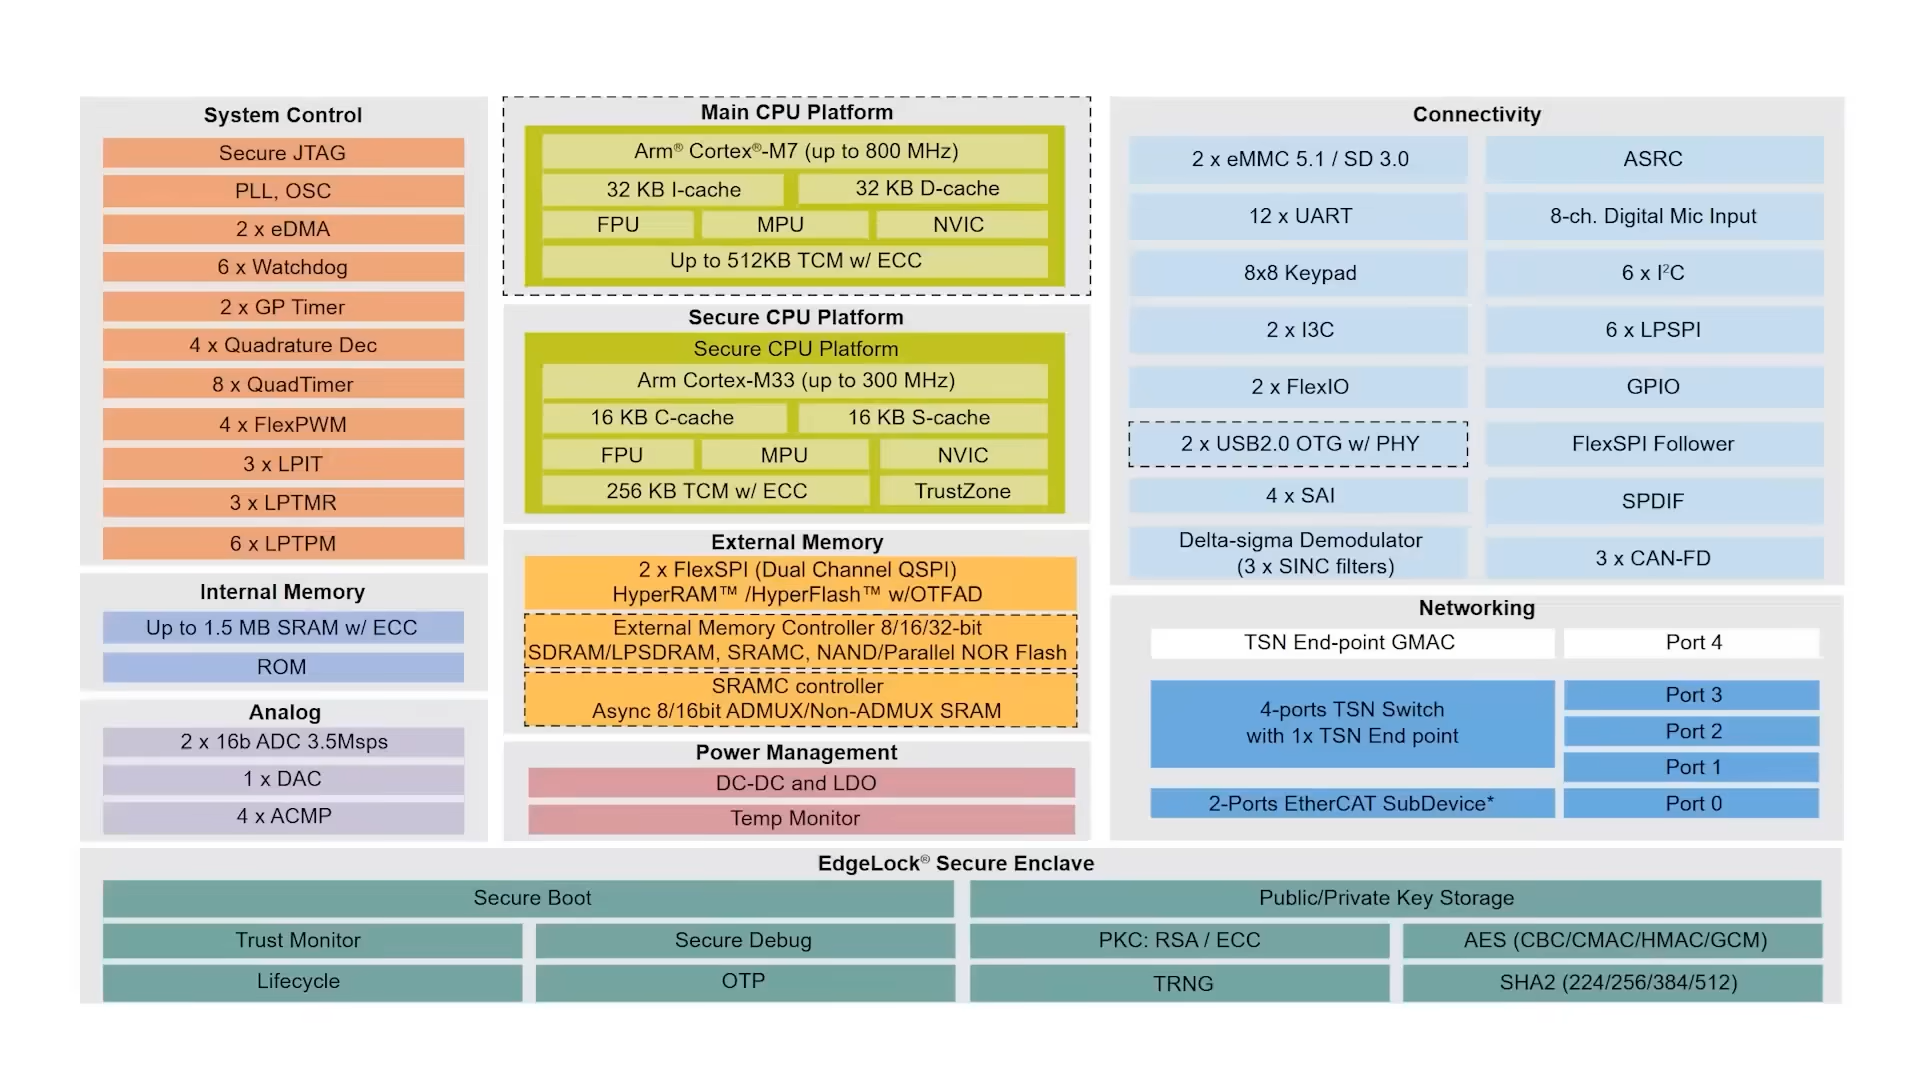 System Control
Secure JTAG
PLL, OSC
2 x eDMA
6 x Watchdog
2 x GP Timer
4 x Quadrature Dec
8 x QuadTimer
4 x FlexPWM
3 x LPIT
3 x LPTMR
6 x LPTPM
Internal Memory
Up to 1.5 MB SRAM w/ ECC
ROM
Analog
2 x 16b ADC 3.5Msps
1 x DAC
4 x ACMP
Main CPU Platform
Arm® Cortex®-M7 (up to 800 MHz)
32 KB I-cache
32 KB D-cache
FPU
MPU
NVIC
Up to 512KB TCM w/ ECC
Secure CPU Platform
Secure CPU Platform
Arm Cortex-M33 (up to 300 MHz)
16 KB C-cache
16 KB S-cache
FPU
MPU
NVIC
256 KB TCM w/ ECC
TrustZone
External Memory
2 x FlexSPI (Dual Channel QSPI)
HyperRAM™ /HyperFlash™ w/OTFAD
External Memory Controller 8/16/32-bit
SDRAM/LPSDRAM, SRAMC, NAND/Parallel NOR Flash
SRAMC controller
Async 8/16bit ADMUX/Non-ADMUX SRAM
Power Management
DC-DC and LDO
Temp Monitor
Connectivity
2 x eMMC 5.1 / SD 3.0
ASRC
12 x UART
8-ch. Digital Mic Input
8x8 Keypad
6 x I²C
2 x I3C
6 x LPSPI
2 x FlexIO
GPIO
2 x USB2.0 OTG w/ PHY
FlexSPI Follower
4 x SAI
SPDIF
Delta-sigma Demodulator
(3 x SINC filters)
3 x CAN-FD
Networking
TSN End-point GMAC
Port 4
4-ports TSN Switch
with 1x TSN End point
Port 3
Port 2
Port 1
2-Ports EtherCAT SubDevice*
Port 0
EdgeLock® Secure Enclave
Secure Boot
Public/Private Key Storage
Trust Monitor
Secure Debug
PKC: RSA / ECC
AES (CBC/CMAC/HMAC/GCM)
Lifecycle
OTP
TRNG
SHA2 (224/256/384/512)